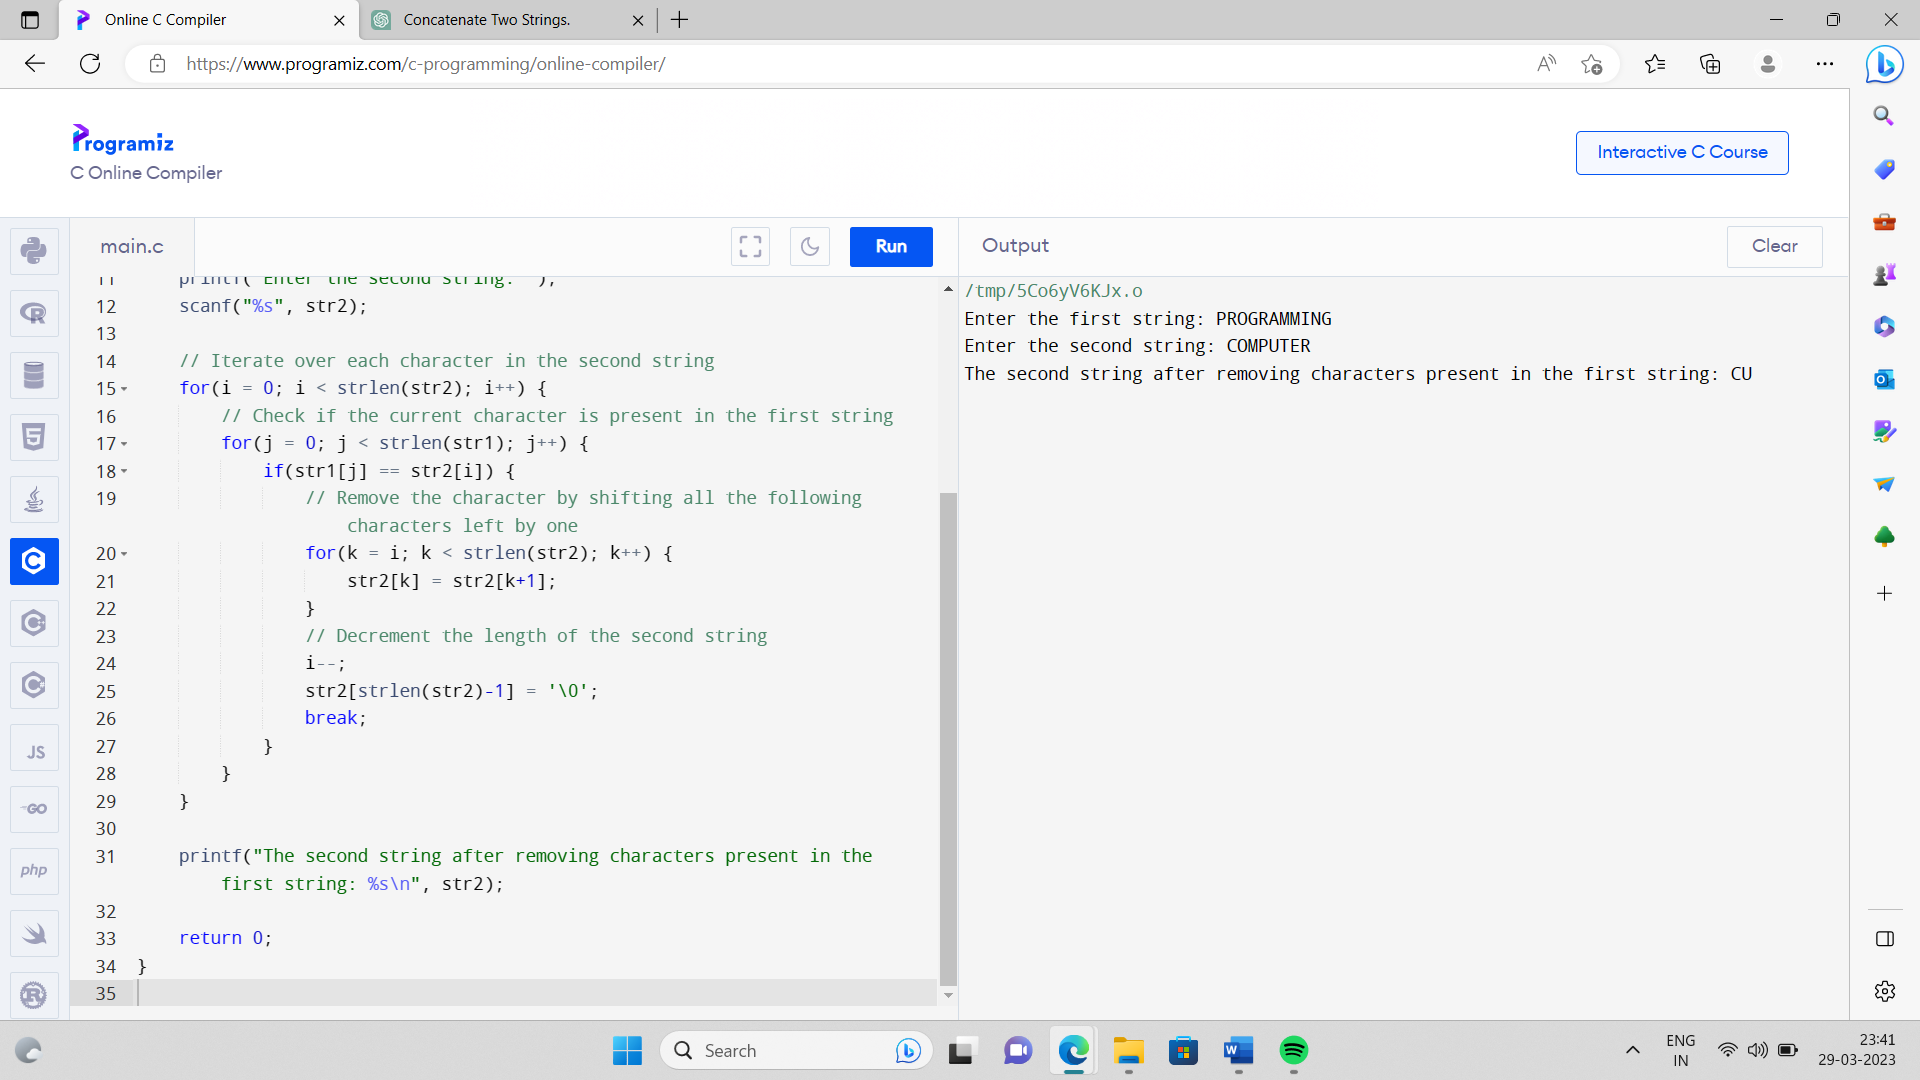 Online C Compiler
Concatenate Two Strings.
https://www.programiz.com/c-programming/online-compiler/
Programiz
C Online Compiler
Interactive C Course
main.c
Run
Output
Clear
11 printf("Enter the second string: ");
12 scanf("%s", str2);
13
14 // Iterate over each character in the second string
15 for(i = 0; i < strlen(str2); i++) {
16 // Check if the current character is present in the first string
17 for(j = 0; j < strlen(str1); j++) {
18 if(str1[j] == str2[i]) {
19 // Remove the character by shifting all the following
characters left by one
20 for(k = i; k < strlen(str2); k++) {
21 str2[k] = str2[k+1];
22 }
23 // Decrement the length of the second string
24 i--;
25 str2[strlen(str2)-1] = '\0';
26 break;
27 }
28 }
29 }
30
31 printf("The second string after removing characters present in the
first string: %s\n", str2);
32
33 return 0;
34 }
35
/tmp/5Co6yV6KJx.o
Enter the first string: PROGRAMMING
Enter the second string: COMPUTER
The second string after removing characters present in the first string: CU
JS
GO
php
Search
ENG
IN
23:41
29-03-2023